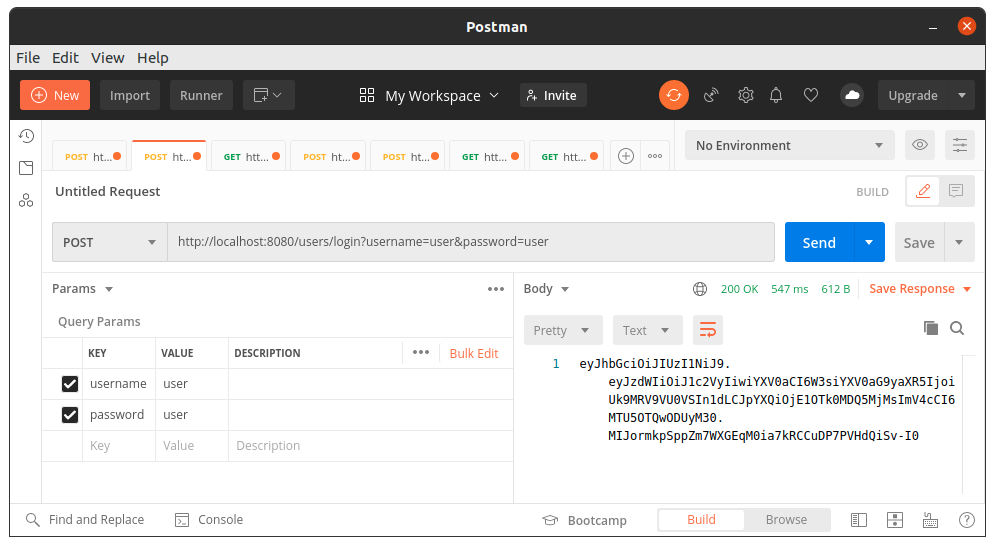 Postman
File Edit View Help
New Import Runner My Workspace Invite Upgrade
POST ht... POST ht... GET htt... POST ht... POST ht... GET htt... GET htt... No Environment
Untitled Request BUILD
POST http://localhost:8080/users/login?username=user&password=user Send Save
Params Body 200 OK 547 ms 612 B Save Response
Query Params Pretty Text
KEY VALUE DESCRIPTION Bulk Edit
username user
password user
Key Value Description
1 eyJhbGciOiJIUzI1NiJ9.
eyJzdWIiOiJ1c2VyIiwiYXV0aCI6W3siYXV0aG9yaXR5Ijoi
Uk9MRV9VU0VSIn1dLCJpYXQiOjE1OTk0MDQ5MjMsImV4cCI6
MTU5OTQwODUyM30.
MIJormkpSppZm7WXGEqM0ia7kRCCuDP7PVHdQiSv-I0
Find and Replace Console Bootcamp Build Browse